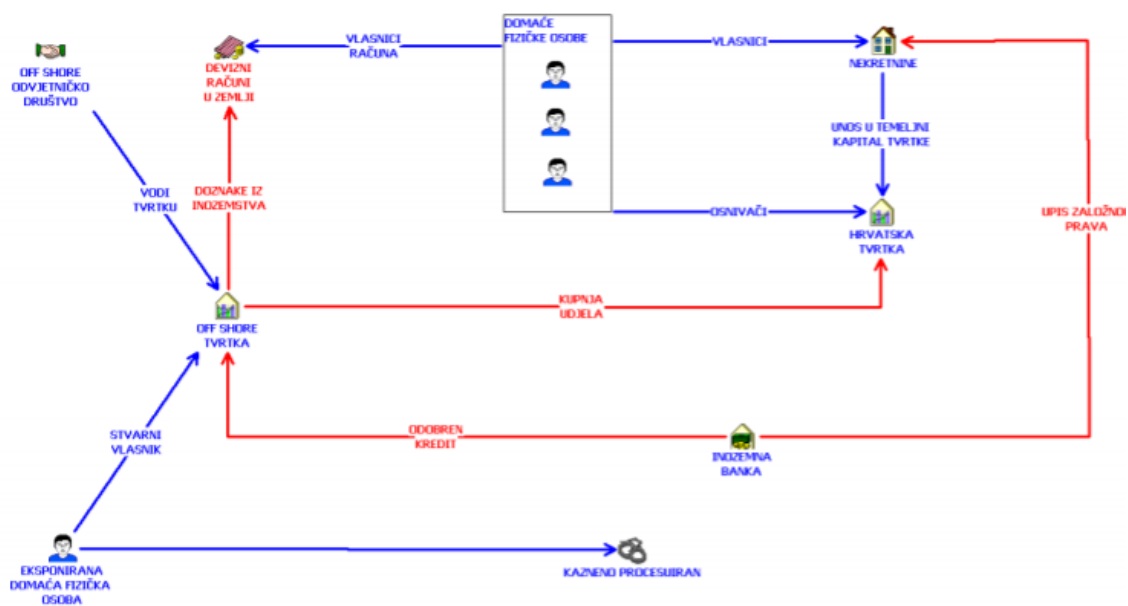 DOMAĆE
FIZIČKE OSOBE
VLASNICI
RAČUNA
VLASNICI
OFF SHORE
ODVJETNIČKO
DRUŠTVO
DEVIZNI
RAČUNI
U ZEMLJI
NEKRETNINE
UNOS U TEMELJNI
KAPITAL TVRTKE
VODI
TVRTKU
DOZNAKE IZ
INOZEMSTVA
OSNIVAČI
UPIS ZALOŽNO
PRAVA
HRVATSKA
TVRTKA
KUPNJA
UDJELA
OFF SHORE
TVRTKA
STVARNI
VLASNIK
ODOBREN
KREDIT
INOZEMNA
BANKA
EKSPONIRANA
DOMAĆA FIZIČKA
OSOBA
KAZNENO PROCESUIRAN